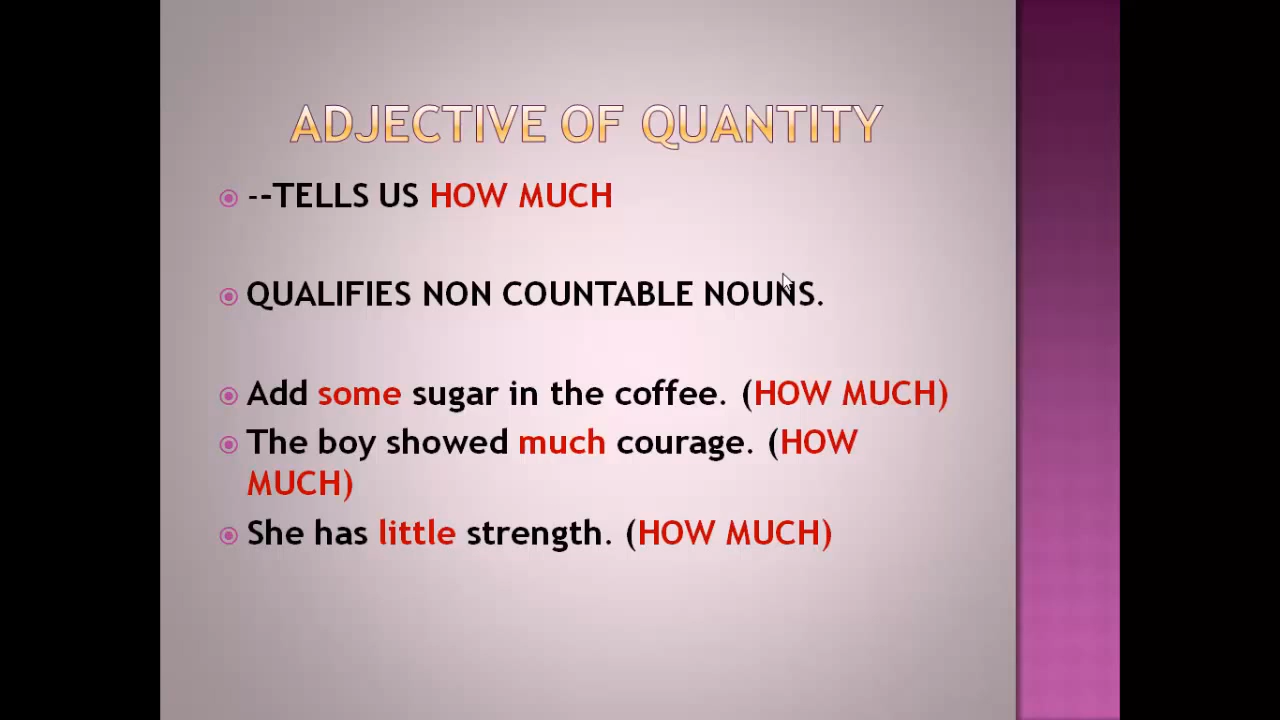 ADJECTIVE OF QUANTITY
--TELLS US HOW MUCH
QUALIFIES NON COUNTABLE NOUNS.
Add some sugar in the coffee. (HOW MUCH)
The boy showed much courage. (HOW
MUCH)
She has little strength. (HOW MUCH)